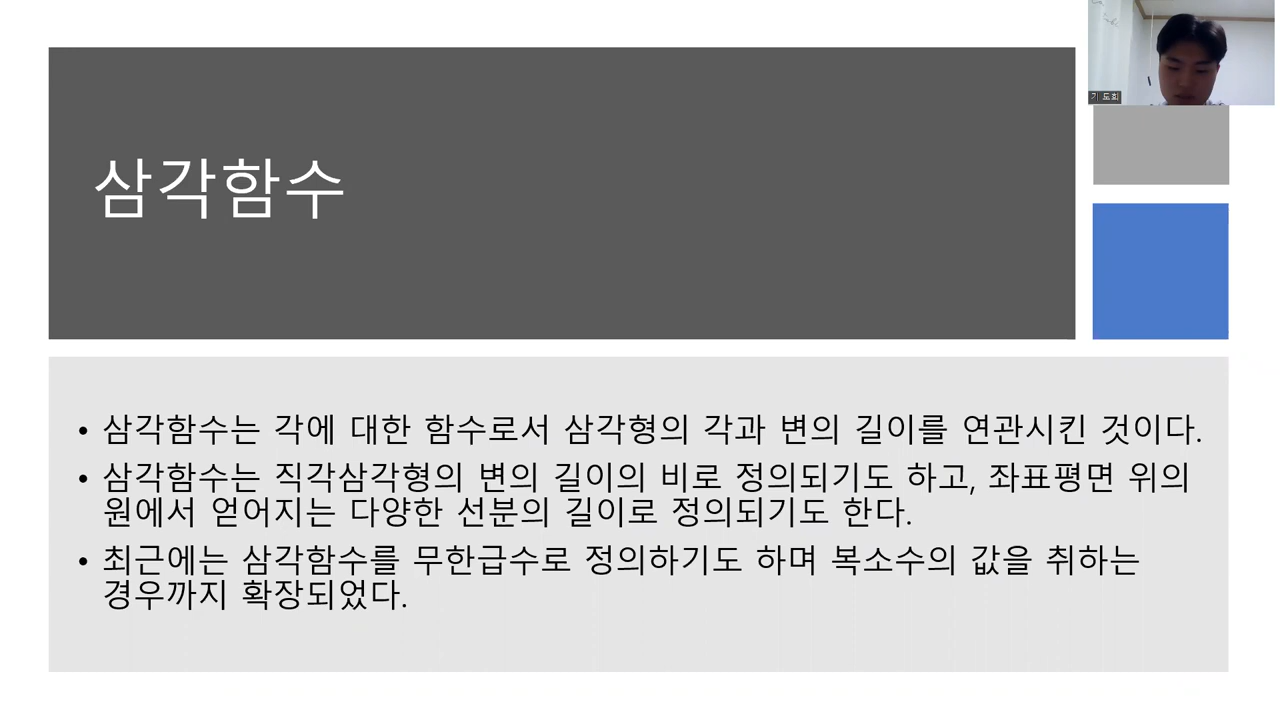 삼각함수
• 삼각함수는 각에 대한 함수로서 삼각형의 각과 변의 길이를 연관시킨 것이다.
• 삼각함수는 직각삼각형의 변의 길이의 비로 정의되기도 하고, 좌표평면 위의
원에서 얻어지는 다양한 선분의 길이로 정의되기도 한다.
• 최근에는 삼각함수를 무한급수로 정의하기도 하며 복소수의 값을 취하는
경우까지 확장되었다.